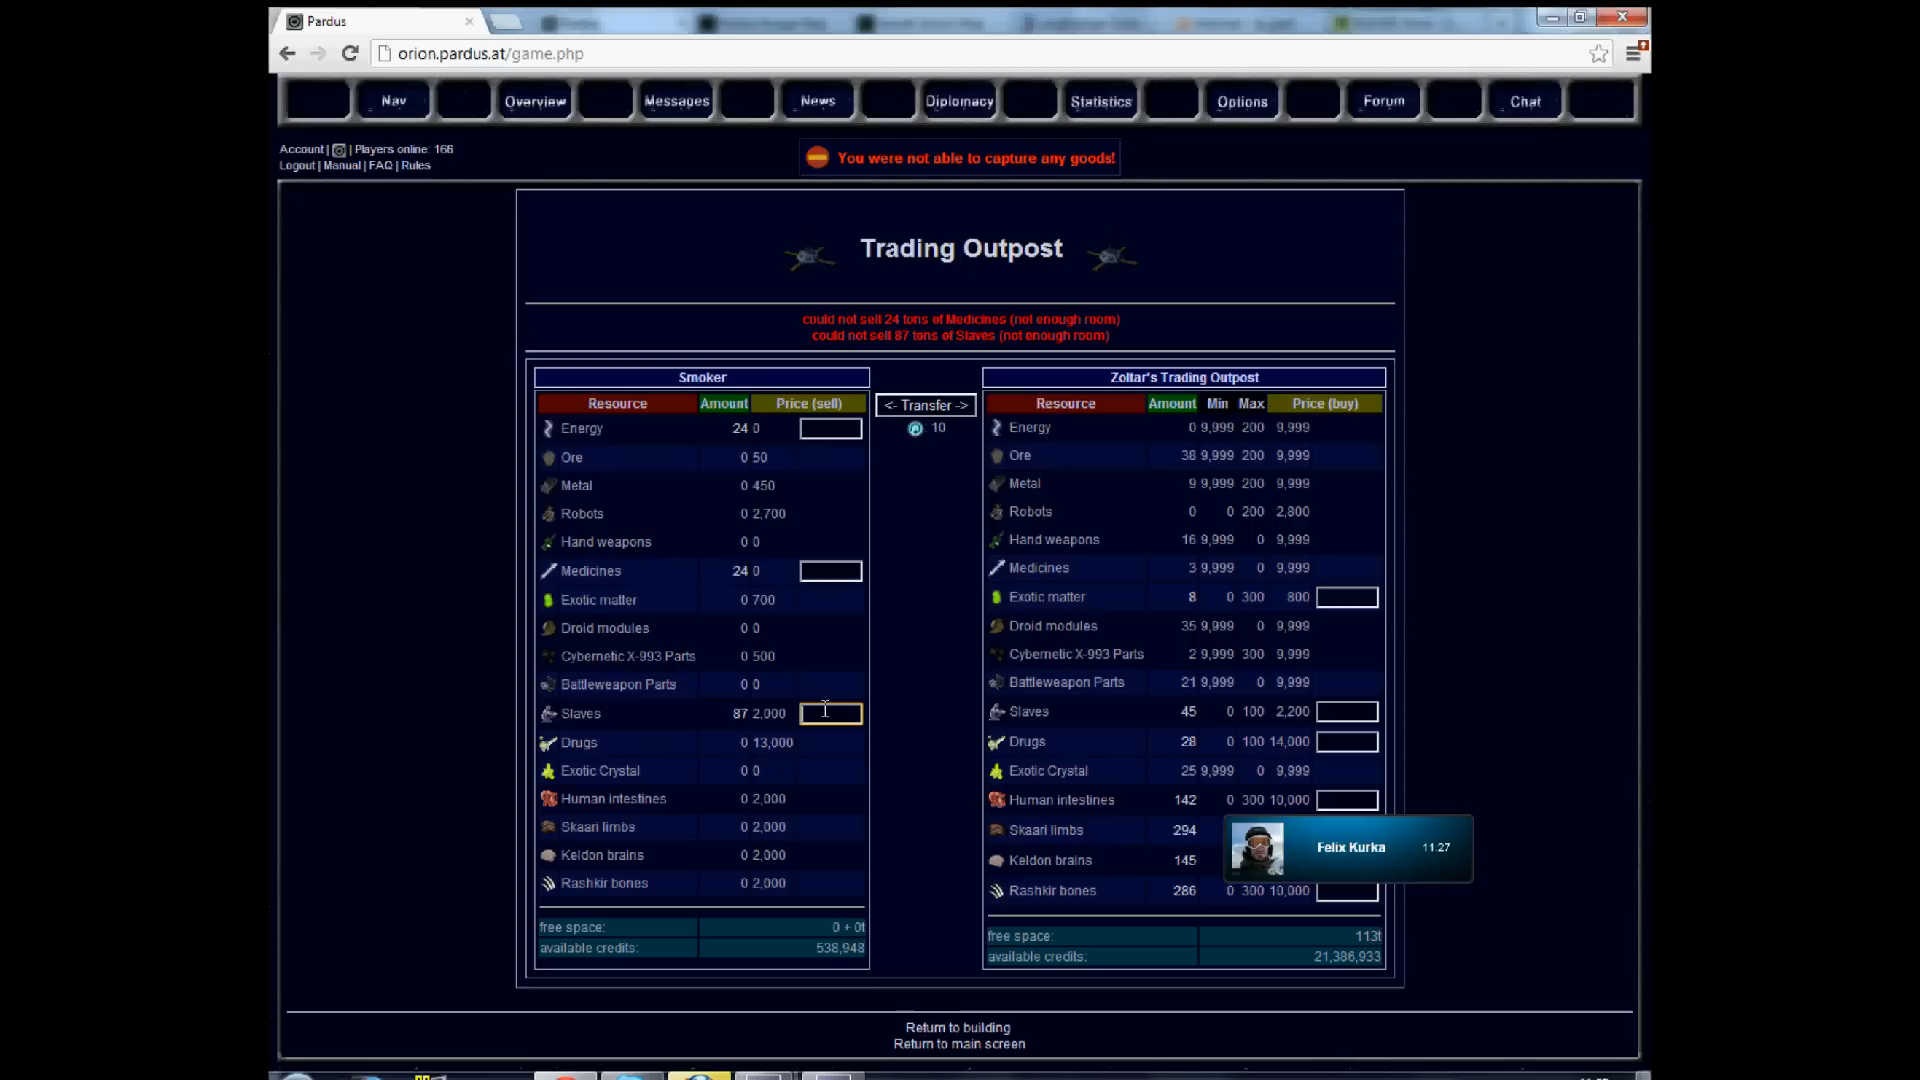 Pardus
orion.pardus.at/game.php
Nav Overview Messages News Diplomacy Statistics Options Forum Chat
Account | | Players online: 166
Logout | Manual | FAQ | Rules
You were not able to capture any goods!
Trading Outpost
could not sell 24 tons of Medicines (not enough room)
could not sell 87 tons of Slaves (not enough room)
Smoker
Resource Amount Price (sell)
Energy 24 0
Ore 0 50
Metal 0 450
Robots 0 2,700
Hand weapons 0 0
Medicines 24 0
Exotic matter 0 700
Droid modules 0 0
Cybernetic X-993 Parts 0 500
Battleweapon Parts 0 0
Slaves 87 2,000
Drugs 0 13,000
Exotic Crystal 0 0
Human intestines 0 2,000
Skaari limbs 0 2,000
Keldon brains 0 2,000
Rashkir bones 0 2,000
free space: 0 + 0t
available credits: 538,948
<- Transfer ->
: 10
Zoltar's Trading Outpost
Resource Amount Min Max Price (buy)
Energy 0 9,999 200 9,999
Ore 38 9,999 200 9,999
Metal 9 9,999 200 9,999
Robots 0 0 200 2,800
Hand weapons 16 9,999 0 9,999
Medicines 3 9,999 0 9,999
Exotic matter 8 0 300 800
Droid modules 35 9,999 0 9,999
Cybernetic X-993 Parts 2 9,999 300 9,999
Battleweapon Parts 21 9,999 0 9,999
Slaves 45 0 100 2,200
Drugs 28 0 100 14,000
Exotic Crystal 25 9,999 0 9,999
Human intestines 142 0 300 10,000
Skaari limbs 294
Keldon brains 145
Rashkir bones 286 0 300 10,000
free space: 113t
available credits: 21,386,933
Felix Kurka 11:27
Return to building
Return to main screen